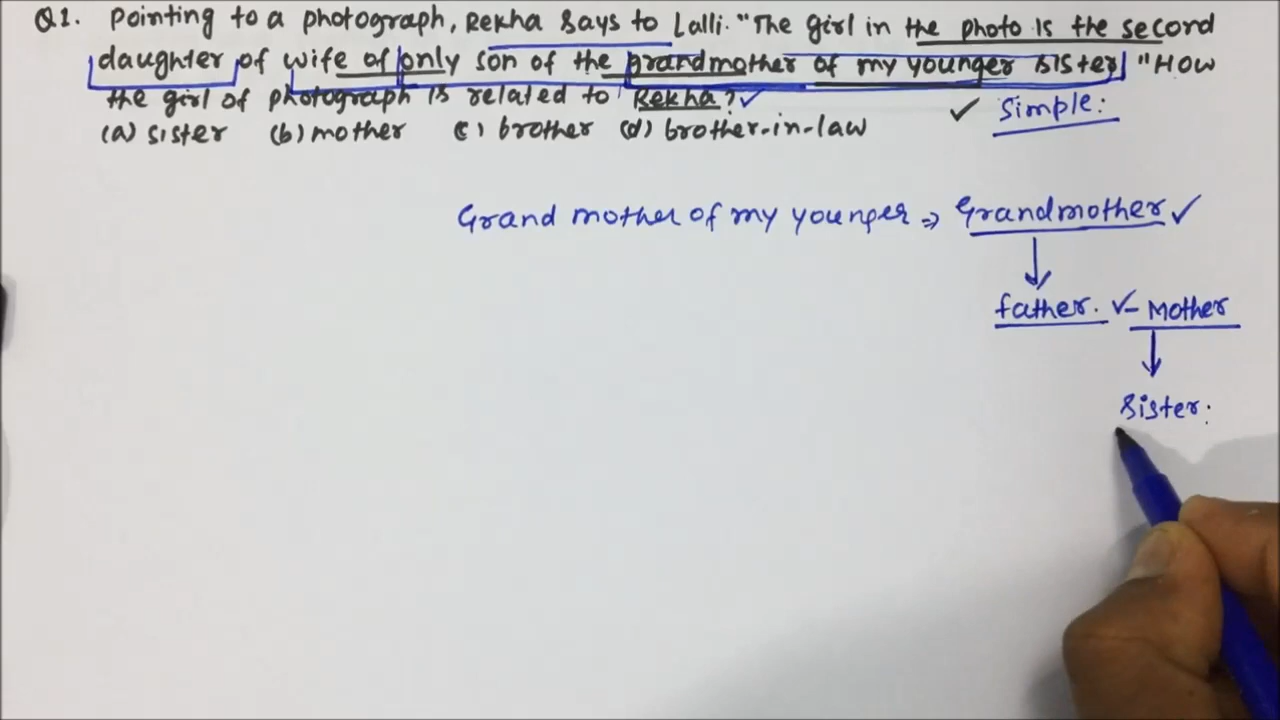 Q1. Pointing to a photograph, Rekha says to Lalli. "The girl in the photo is the second
daughter of wife of only son of the grandmother of my younger sister "How
the girl of photograph is related to Rekha? ✓
(a) sister (b) mother (c) brother (d) brother-in-law ✓ Simple:
Grand mother of my younger => Grandmother ✓
father. ✓ - Mother
Sister: